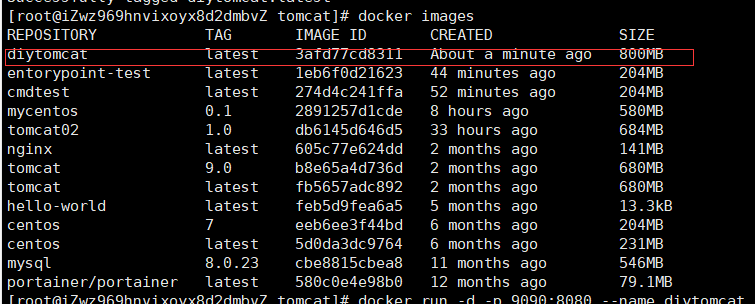 Successfully tagged diytomcat:latest
[root@iZwz969hnvixoyx8d2dmbvZ tomcat]# docker images
REPOSITORY TAG IMAGE ID CREATED SIZE
diytomcat latest 3afd77cd8311 About a minute ago 800MB
entorypoint-test latest 1eb6f0d21623 44 minutes ago 204MB
cmdtest latest 274d4c241ffa 52 minutes ago 204MB
mycentos 0.1 2891257d1cde 8 hours ago 580MB
tomcat02 1.0 db6145d646d5 33 hours ago 684MB
nginx latest 605c77e624dd 2 months ago 141MB
tomcat 9.0 b8e65a4d736d 2 months ago 680MB
tomcat latest fb5657adc892 2 months ago 680MB
hello-world latest feb5d9fea6a5 5 months ago 13.3kB
centos 7 eeb6ee3f44bd 6 months ago 204MB
centos latest 5d0da3dc9764 6 months ago 231MB
mysql 8.0.23 cbe8815cbea8 11 months ago 546MB
portainer/portainer latest 580c0e4e98b0 12 months ago 79.1MB
[root@iZwz969hnvixoyx8d2dmbvZ tomcat]# docker run -d -p 9090:8080 --name diytomcat